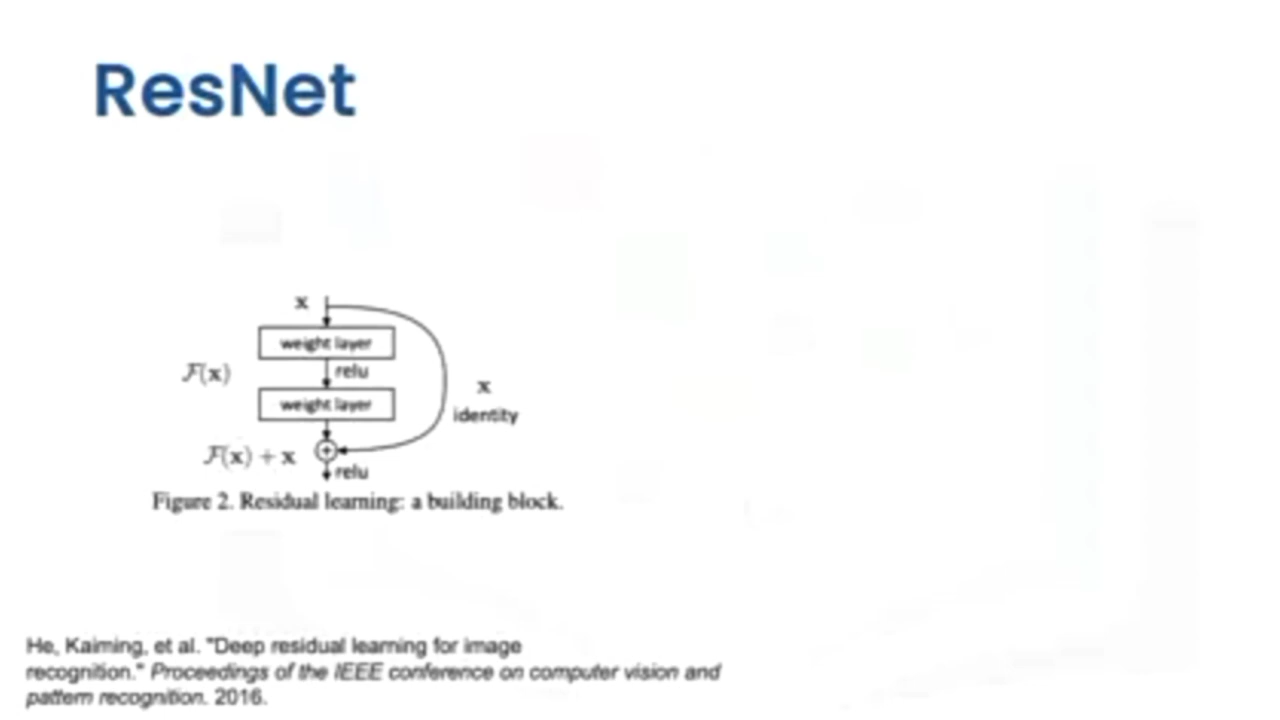 ResNet
x
weight layer
F(x)
relu
x
weight layer
identity
F(x) + x
relu
Figure 2. Residual learning: a building block.
He, Kaiming, et al. "Deep residual learning for image
recognition." Proceedings of the IEEE conference on computer vision and
pattern recognition. 2016.